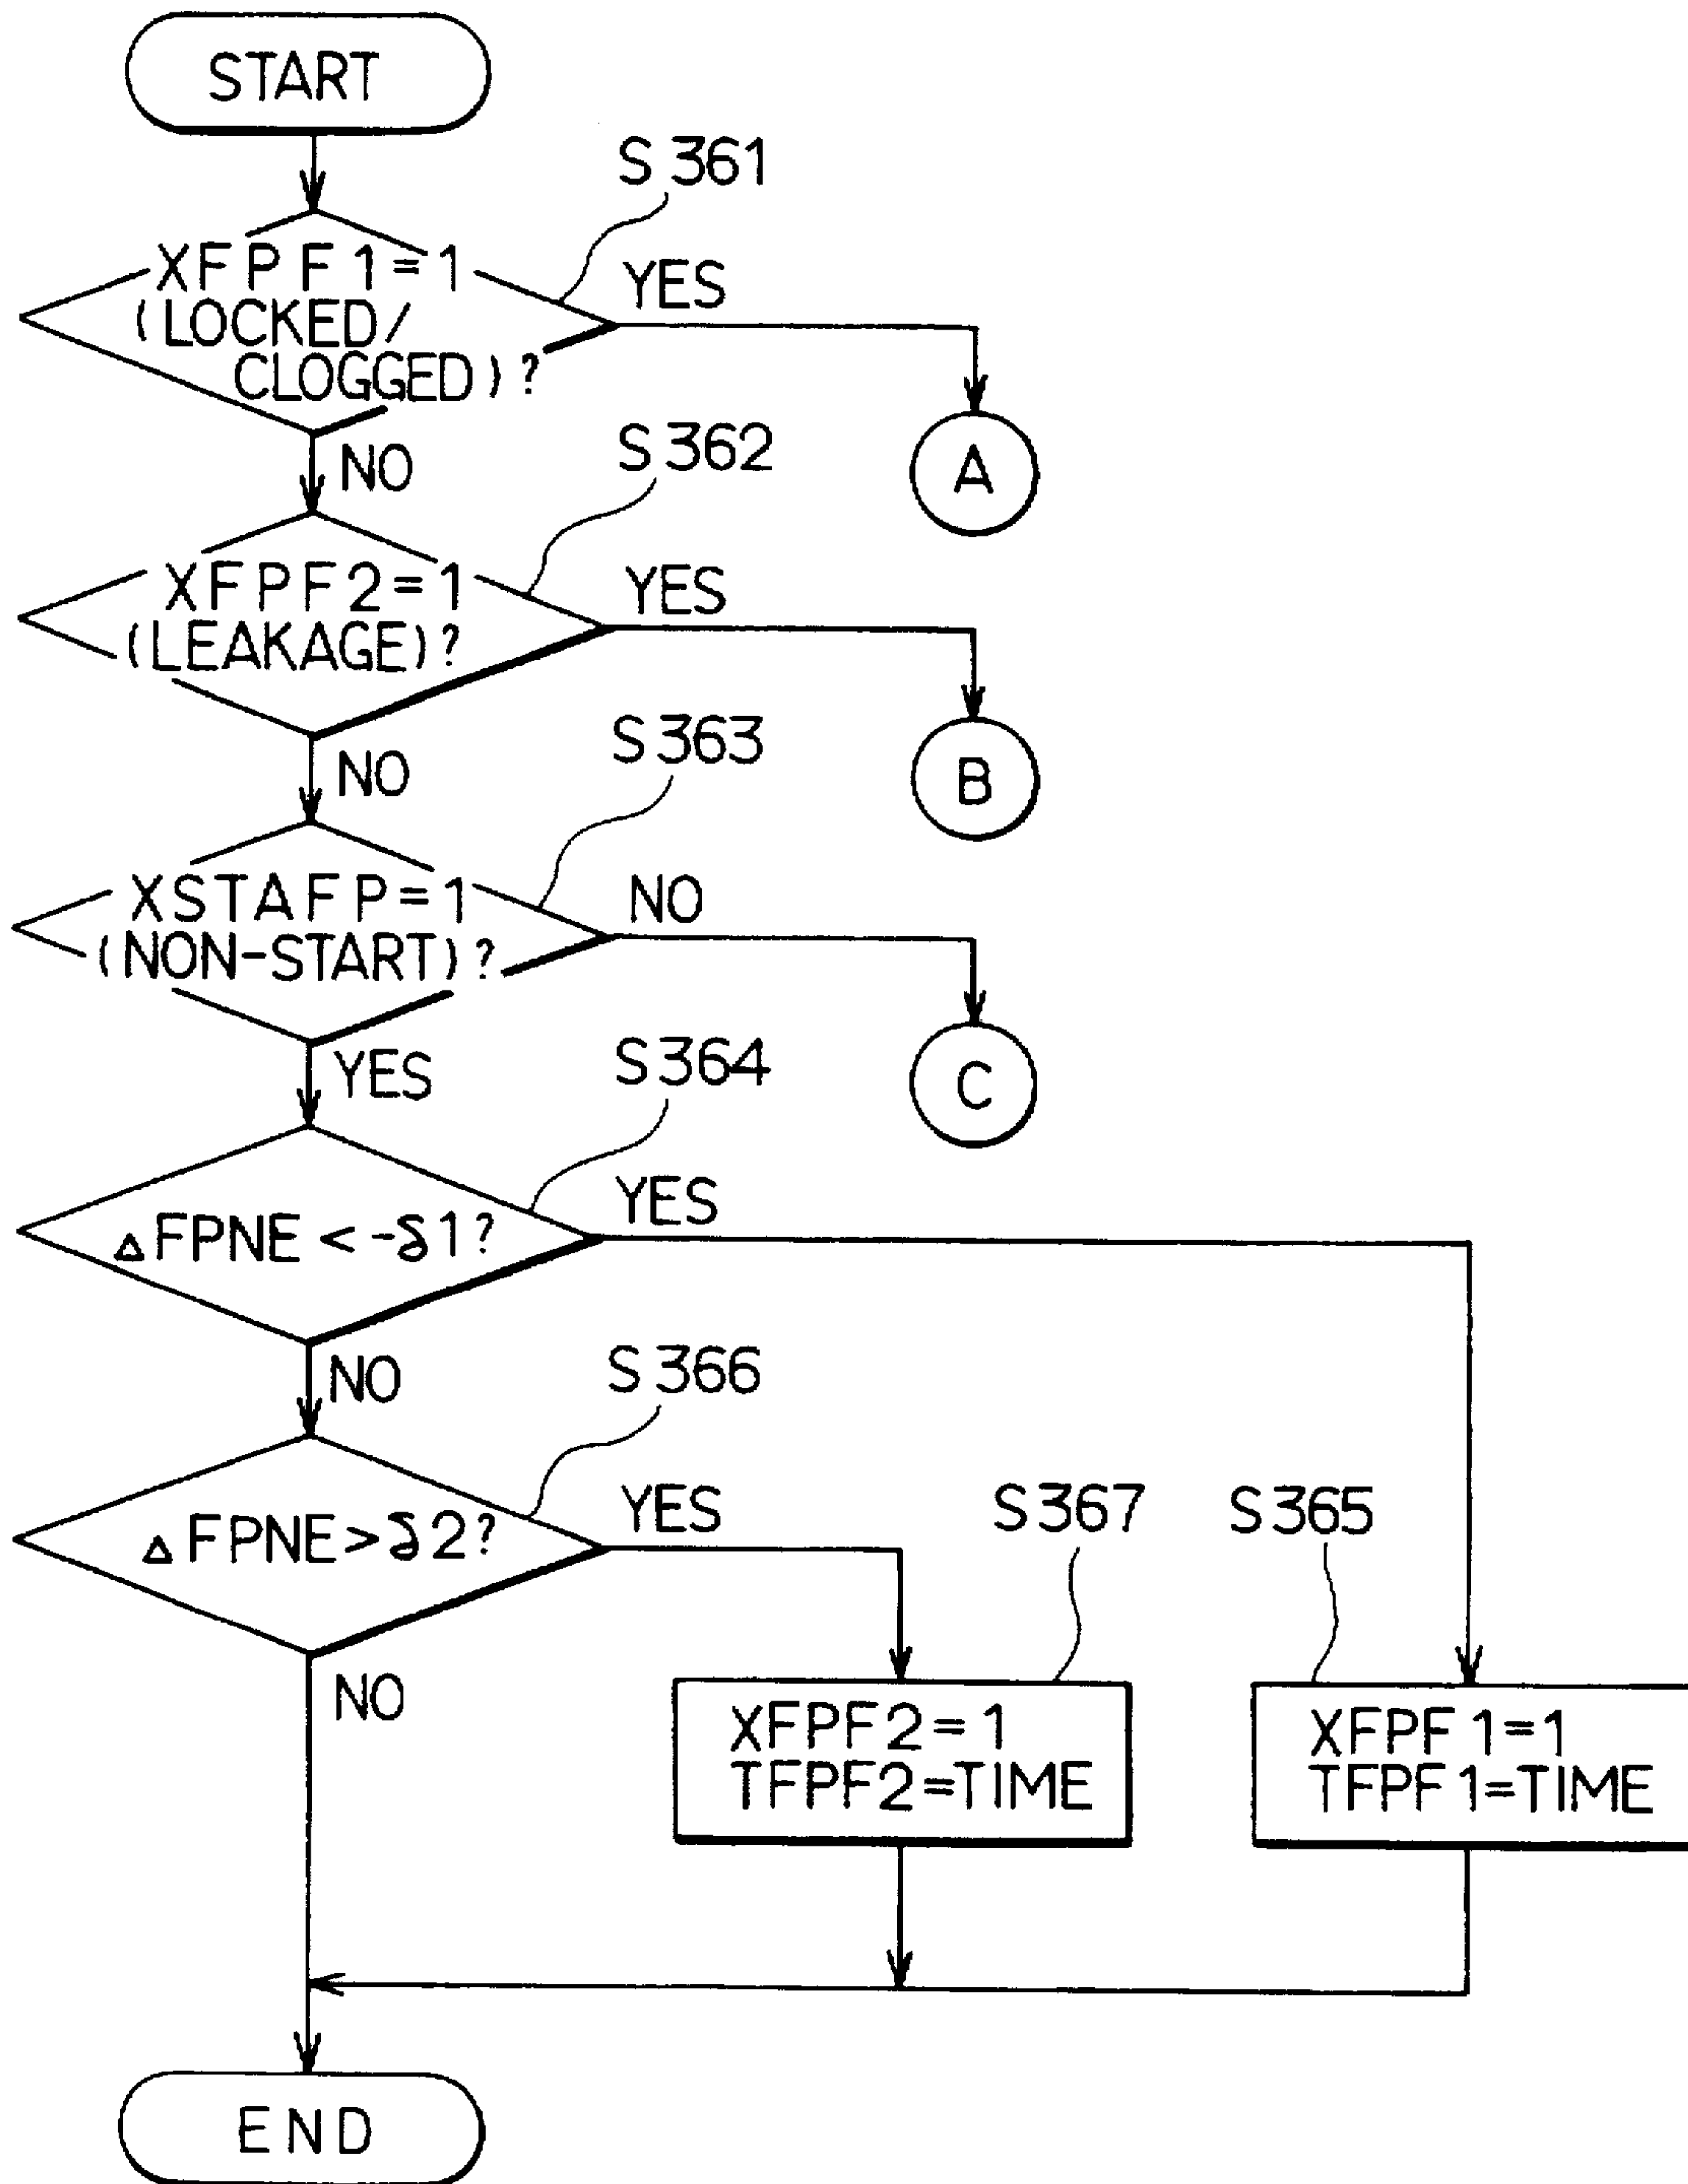 START
S361
XFPF1=1
(LOCKED/
CLOGGED)?
YES
A
NO
S362
XFPF2=1
(LEAKAGE)?
YES
B
NO
S363
XSTAFP=1
(NON-START)?
NO
C
YES
S364
△FPNE<-δ1?
YES
NO
S366
△FPNE>δ2?
YES
S367
S365
NO
XFPF2=1
TFPF2=TIME
XFPF1=1
TFPF1=TIME
END